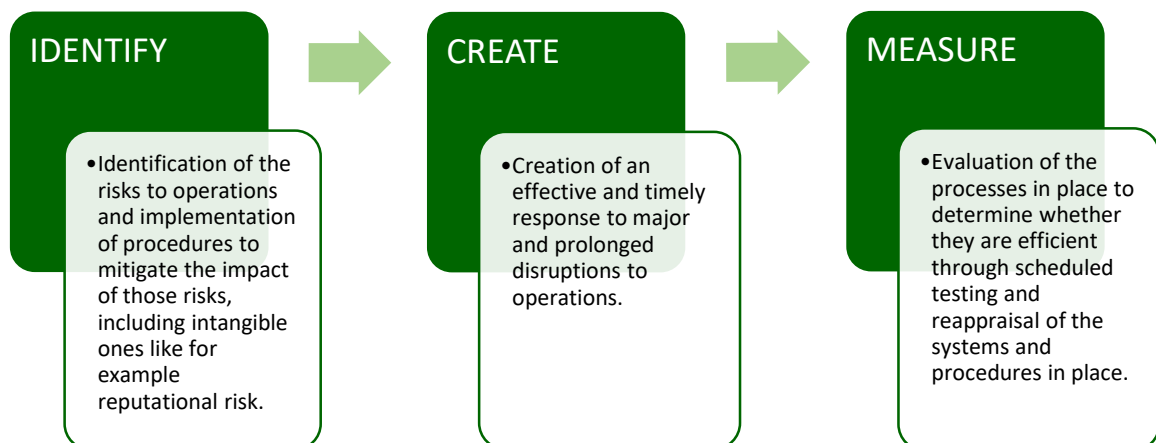 IDENTIFY
•Identification of the
risks to operations
and implementation
of procedures to
mitigate the impact
of those risks,
including intangible
ones like for
example
reputational risk.
CREATE
•Creation of an
effective and timely
response to major
and prolonged
disruptions to
operations.
MEASURE
•Evaluation of the
processes in place to
determine whether
they are efficient
through scheduled
testing and
reappraisal of the
systems and
procedures in place.